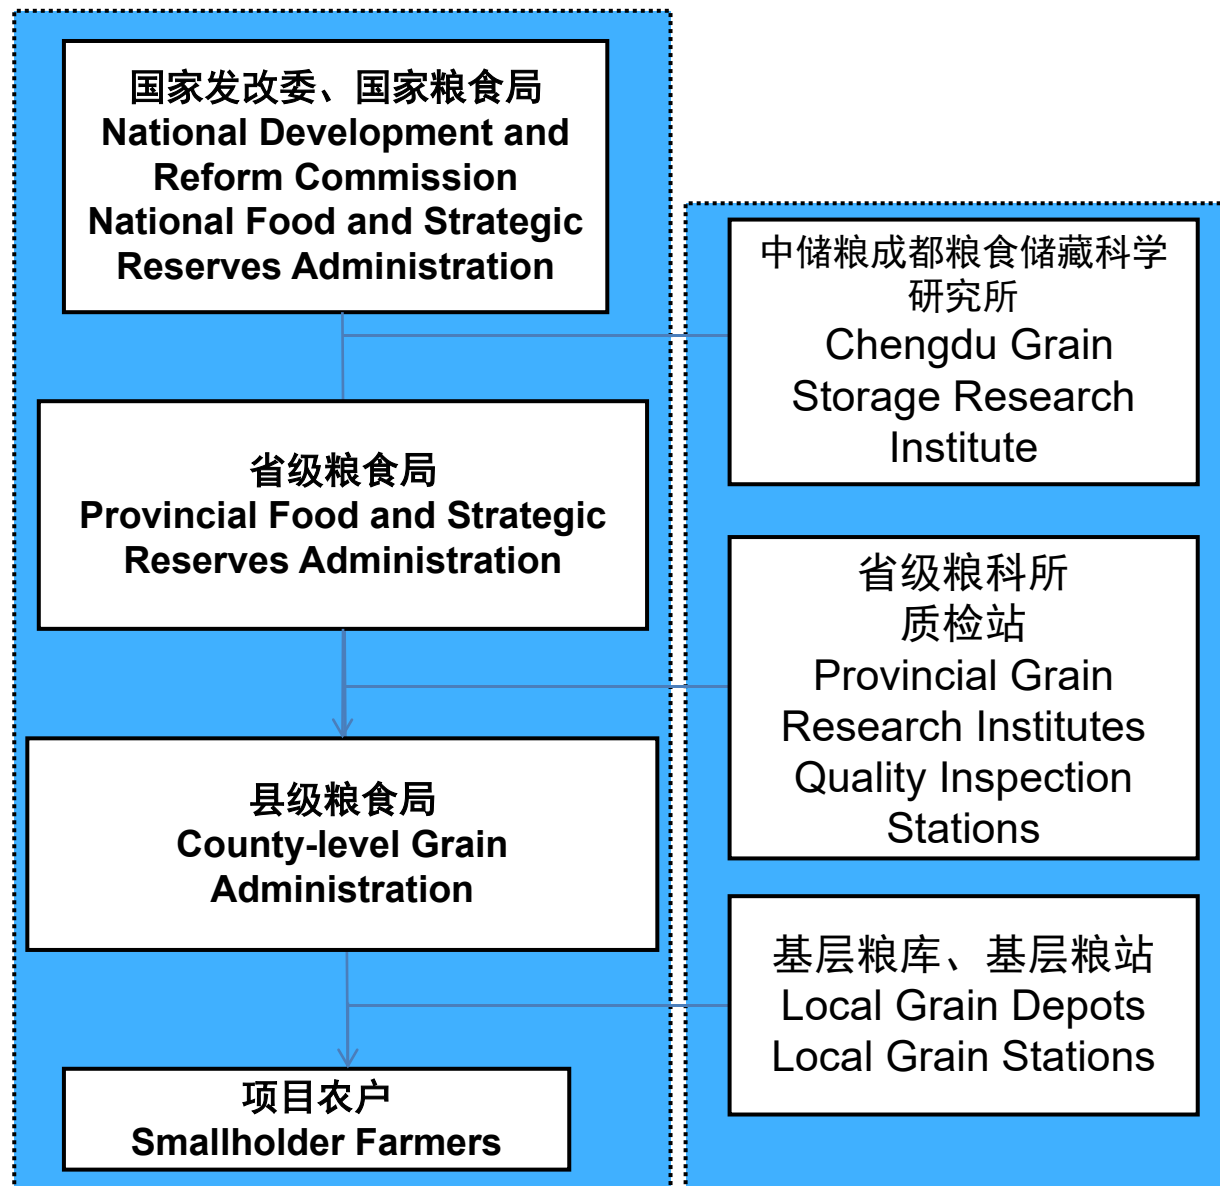 国家发改委、国家粮食局
National Development and
Reform Commission
National Food and Strategic
Reserves Administration
省级粮食局
Provincial Food and Strategic
Reserves Administration
县级粮食局
County-level Grain
Administration
项目农户
Smallholder Farmers
中储粮成都粮食储藏科学
研究所
Chengdu Grain
Storage Research
Institute
省级粮科所
质检站
Provincial Grain
Research Institutes
Quality Inspection
Stations
基层粮库、基层粮站
Local Grain Depots
Local Grain Stations